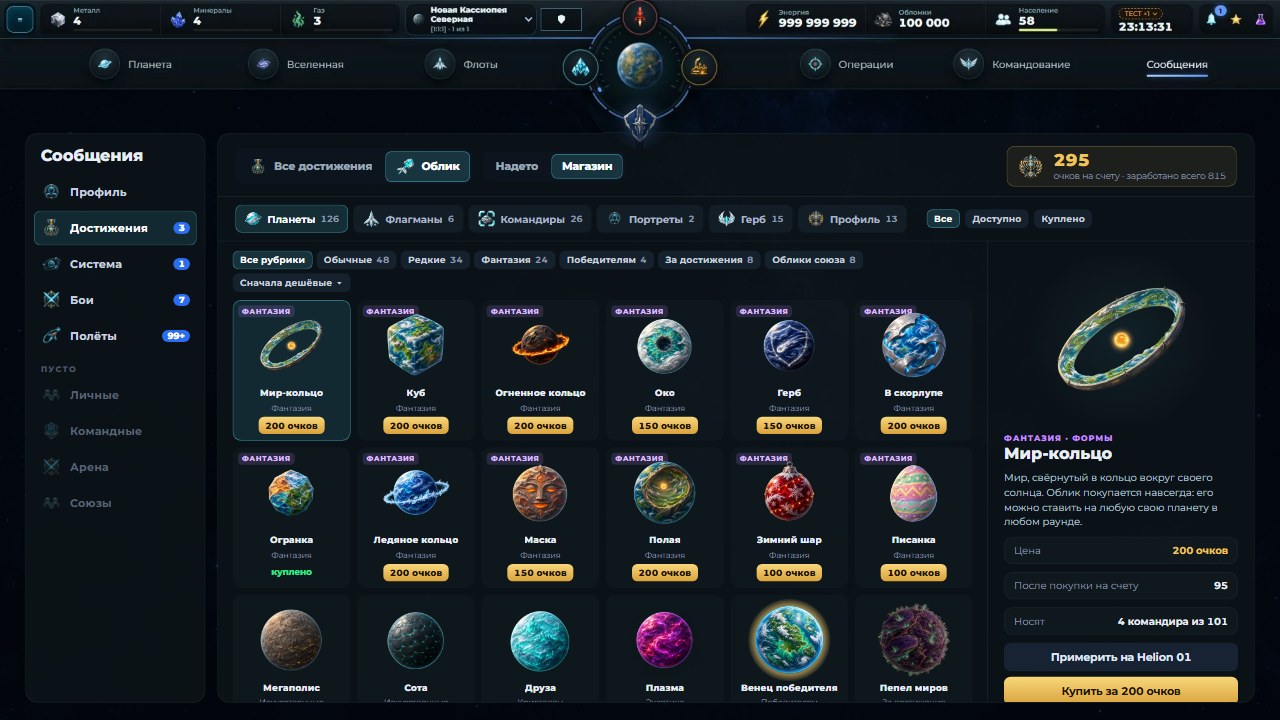 Металл
4
Минералы
4
Газ
3
Новая Кассиопея
Северная
[1:1:1] · 1 из 1
Энергия
999 999 999
Обломки
100 000
Население
58
ТЕСТ ×1
23:13:31
1
Планета
Вселенная
Флоты
Операции
Командование
Сообщения
Сообщения
Профиль
Достижения 3
Система 1
Бои 7
Полёты 99+
ПУСТО
Личные
Командные
Арена
Союзы
Все достижения
Облик
Надето
Магазин
295
очков на счету · заработано всего 815
Планеты 126
Флагманы 6
Командиры 26
Портреты 2
Герб 15
Профиль 13
Все
Доступно
Куплено
Все рубрики
Обычные 48
Редкие 34
Фантазия 24
Победителям 4
За достижения 8
Облики союза 8
Сначала дешёвые
ФАНТАЗИЯ
Мир-кольцо
Фантазия
200 очков
ФАНТАЗИЯ
Куб
Фантазия
200 очков
ФАНТАЗИЯ
Огненное кольцо
Фантазия
200 очков
ФАНТАЗИЯ
Око
Фантазия
150 очков
ФАНТАЗИЯ
Герб
Фантазия
150 очков
ФАНТАЗИЯ
В скорлупе
Фантазия
200 очков
ФАНТАЗИЯ
Огранка
Фантазия
куплено
ФАНТАЗИЯ
Ледяное кольцо
Фантазия
200 очков
ФАНТАЗИЯ
Маска
Фантазия
150 очков
ФАНТАЗИЯ
Полая
Фантазия
200 очков
ФАНТАЗИЯ
Зимний шар
Фантазия
100 очков
ФАНТАЗИЯ
Писанка
Фантазия
100 очков
Мегаполис
Сота
Друза
Плазма
Венец победителя
Пепел миров
ФАНТАЗИЯ · ФОРМЫ
Мир-кольцо
Мир, свёрнутый в кольцо вокруг своего
солнца. Облик покупается навсегда: его
можно ставить на любую свою планету в
любом раунде.
Цена 200 очков
После покупки на счету 95
Носят 4 командира из 101
Примерить на Helion 01
Купить за 200 очков